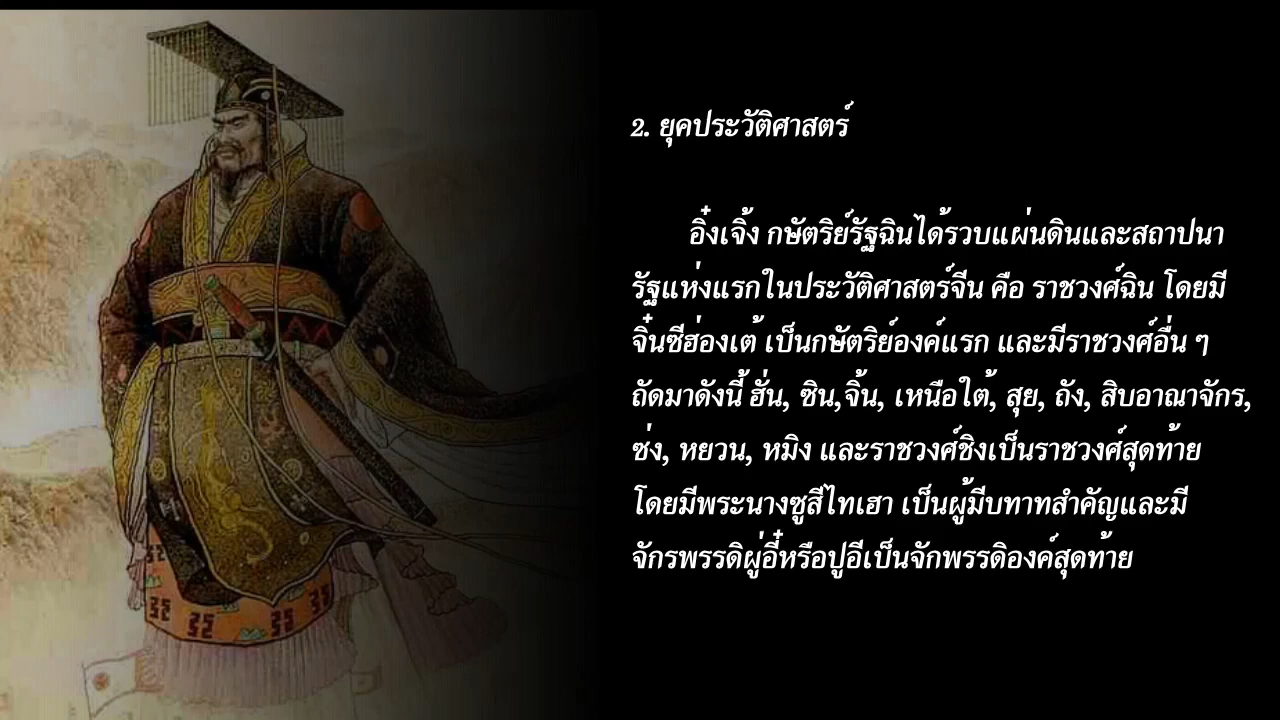 2. ยุคประวัติศาสตร์
อิ๋งเจิ้ง กษัตริย์รัฐฉินได้รวบแผ่นดินและสถาปนา
รัฐแห่งแรกในประวัติศาสตร์จีน คือ ราชวงศ์ฉิน โดยมี
จิ๋นซีฮ่องเต้ เป็นกษัตริย์องค์แรก และมีราชวงศ์อื่น ๆ
ถัดมาดังนี้ ฮั่น, ซิน,จิ้น, เหนือใต้, สุย, ถัง, สิบอาณาจักร,
ซ่ง, หยวน, หมิง และราชวงศ์ชิงเป็นราชวงศ์สุดท้าย
โดยมีพระนางซูสีไทเฮา เป็นผู้มีบทาทสำคัญและมี
จักรพรรดิผู่อี๋หรือปูอีเป็นจักพรรดิองค์สุดท้าย